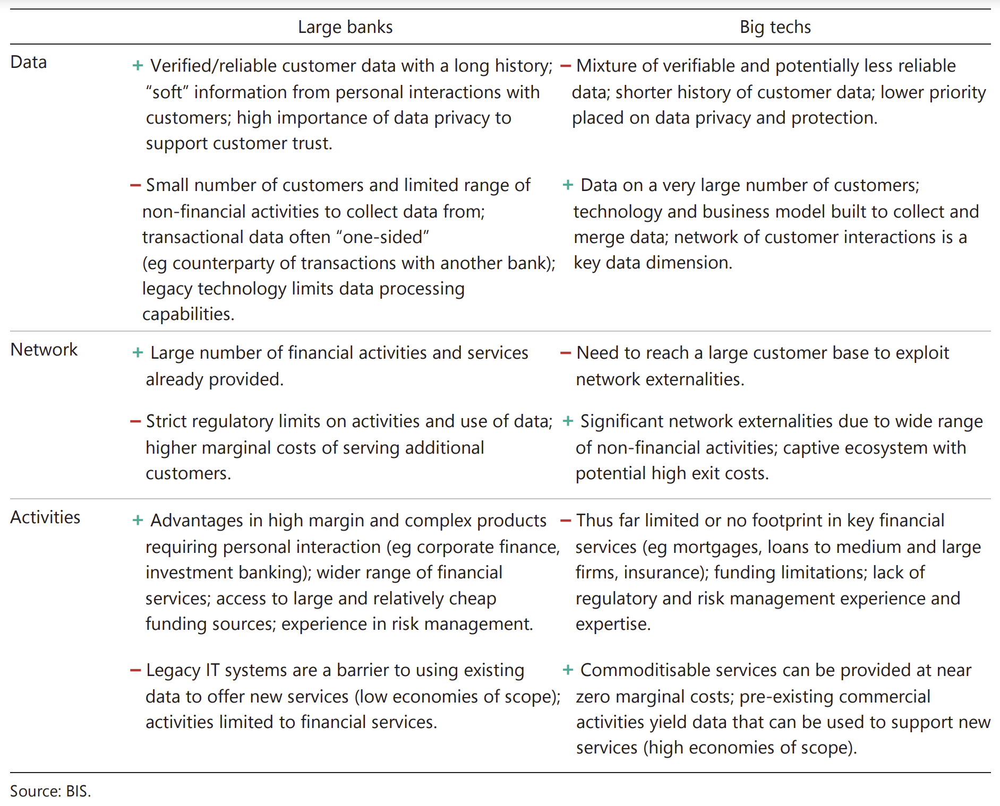 Large banks
Big techs
Data
+ Verified/reliable customer data with a long history;
“soft” information from personal interactions with
customers; high importance of data privacy to
support customer trust.
– Mixture of verifiable and potentially less reliable
data; shorter history of customer data; lower priority
placed on data privacy and protection.
– Small number of customers and limited range of
non-financial activities to collect data from;
transactional data often “one-sided”
(eg counterparty of transactions with another bank);
legacy technology limits data processing
capabilities.
+ Data on a very large number of customers;
technology and business model built to collect and
merge data; network of customer interactions is a
key data dimension.
Network
+ Large number of financial activities and services
already provided.
– Need to reach a large customer base to exploit
network externalities.
– Strict regulatory limits on activities and use of data;
higher marginal costs of serving additional
customers.
+ Significant network externalities due to wide range
of non-financial activities; captive ecosystem with
potential high exit costs.
Activities
+ Advantages in high margin and complex products
requiring personal interaction (eg corporate finance,
investment banking); wider range of financial
services; access to large and relatively cheap
funding sources; experience in risk management.
– Thus far limited or no footprint in key financial
services (eg mortgages, loans to medium and large
firms, insurance); funding limitations; lack of
regulatory and risk management experience and
expertise.
– Legacy IT systems are a barrier to using existing
data to offer new services (low economies of scope);
activities limited to financial services.
+ Commoditisable services can be provided at near
zero marginal costs; pre-existing commercial
activities yield data that can be used to support new
services (high economies of scope).
Source: BIS.